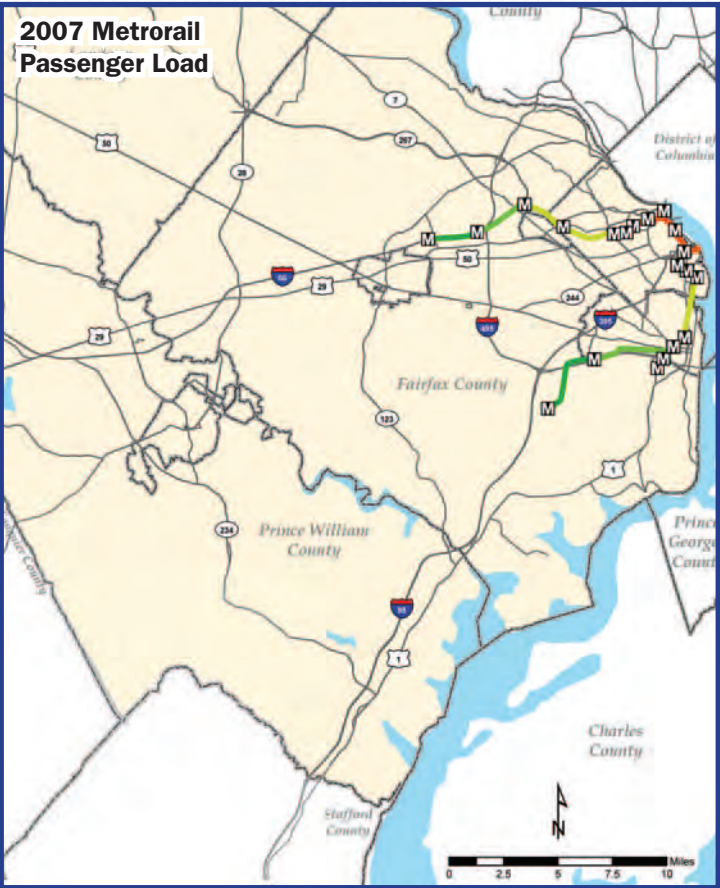 2007 Metrorail
Passenger Load
County
7
267
50
28
District of
Columbia
M
M
M
M
M
M
M
M
M
M
M
M
M
M
50
66
29
244
395
495
29
M
M
M
M
M
M
Fairfax County
123
1
Prince William
County
234
Prince
George
Count
95
1
Charles
County
Stafford
County
N
Miles
0
2.5
5
7.5
10